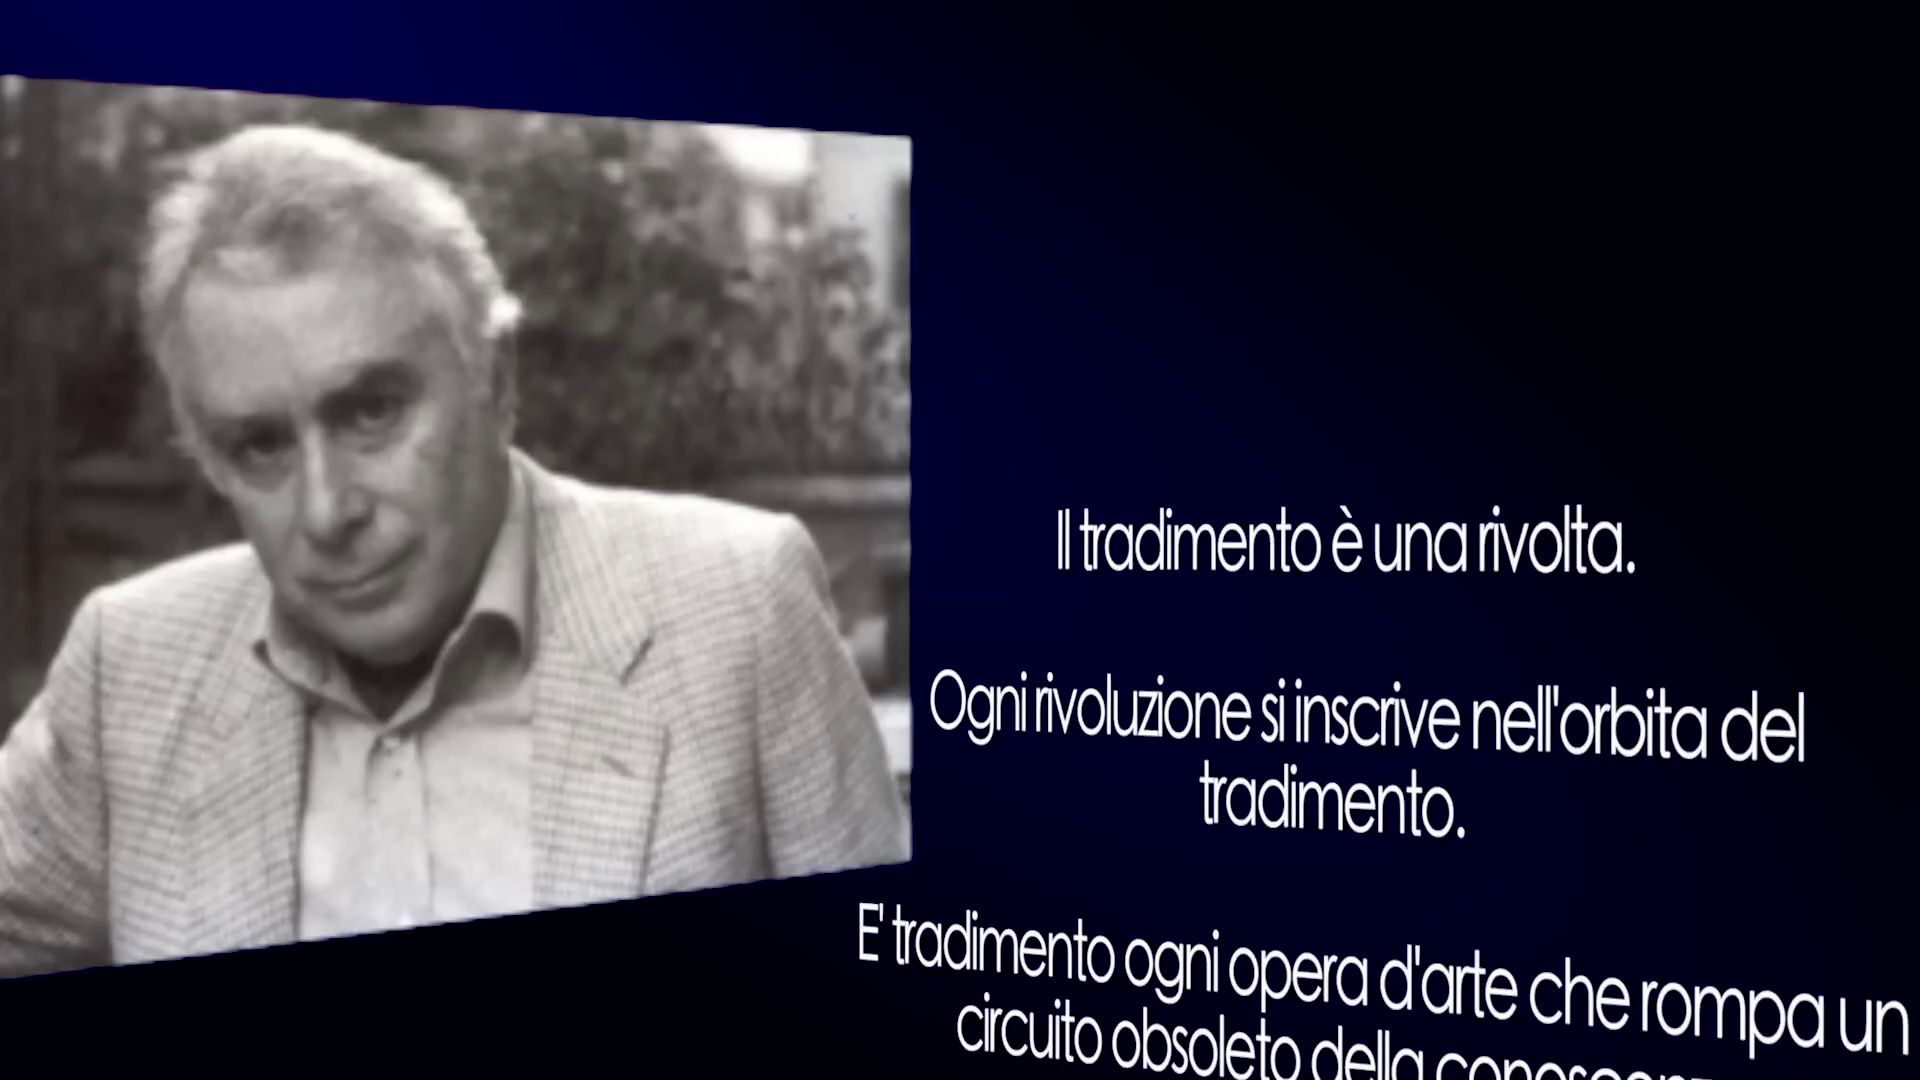 Il tradimento è una rivolta.
Ogni rivoluzione si inscrive nell'orbita del
tradimento.
E' tradimento ogni opera d'arte che rompa un
circuito obsoleto della